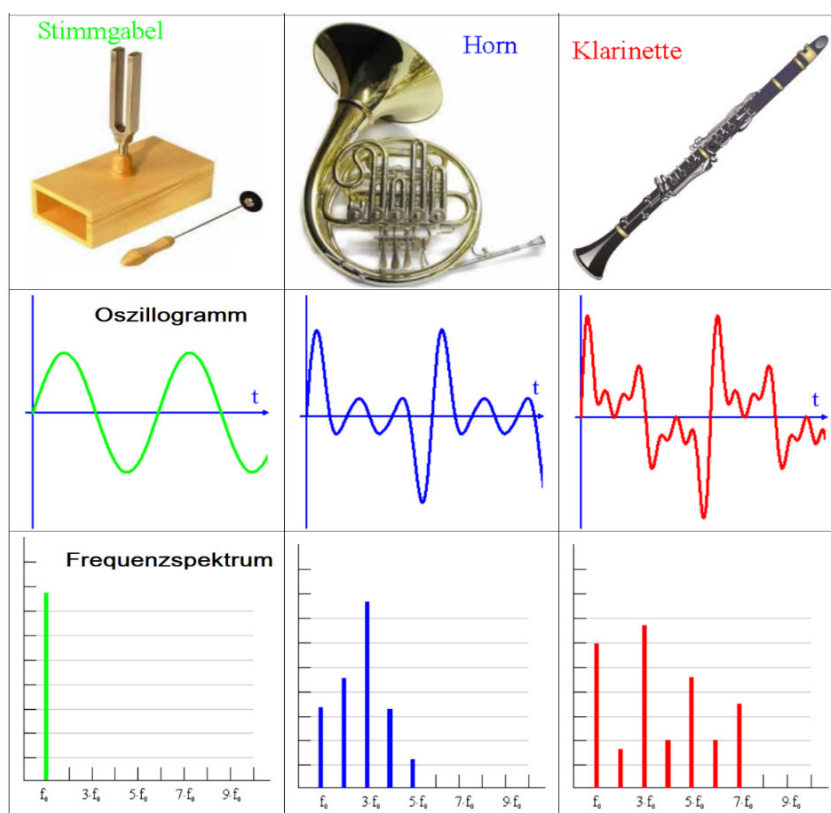 Stimmgabel
Horn
Klarinette
Oszillogramm
t
t
t
Frequenzspektrum
f₀ 3·f₀ 5·f₀ 7·f₀ 9·f₀
f₀ 3·f₀ 5·f₀ 7·f₀ 9·f₀
f₀ 3·f₀ 5·f₀ 7·f₀ 9·f₀